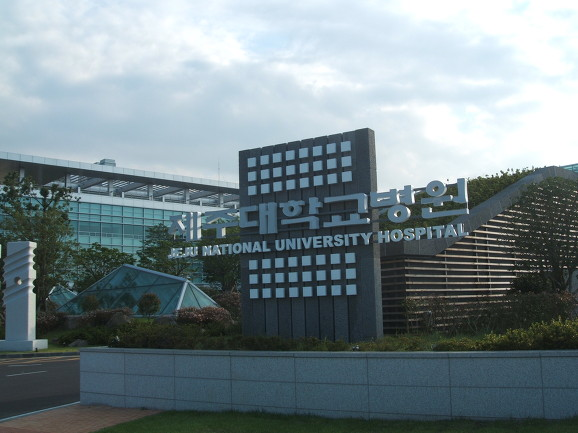 제주대학교병원
JEJU NATIONAL UNIVERSITY HOSPITAL